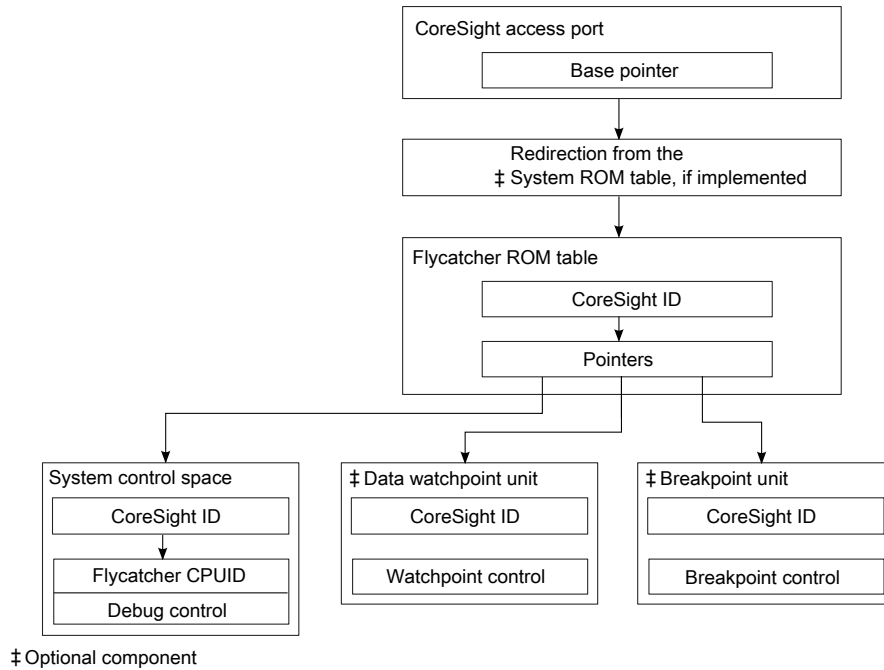 CoreSight access port
Base pointer
Redirection from the
‡ System ROM table, if implemented
Flycatcher ROM table
CoreSight ID
Pointers
System control space
CoreSight ID
Flycatcher CPUID
Debug control
‡ Data watchpoint unit
CoreSight ID
Watchpoint control
‡ Breakpoint unit
CoreSight ID
Breakpoint control
‡ Optional component